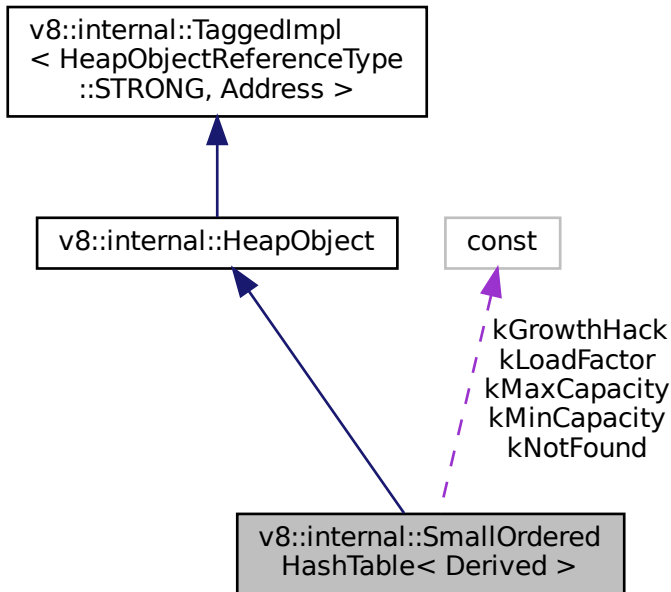 v8::internal::TaggedImpl
< HeapObjectReferenceType
::STRONG, Address >
v8::internal::HeapObject
const
kGrowthHack
kLoadFactor
kMaxCapacity
kMinCapacity
kNotFound
v8::internal::SmallOrdered
HashTable< Derived >